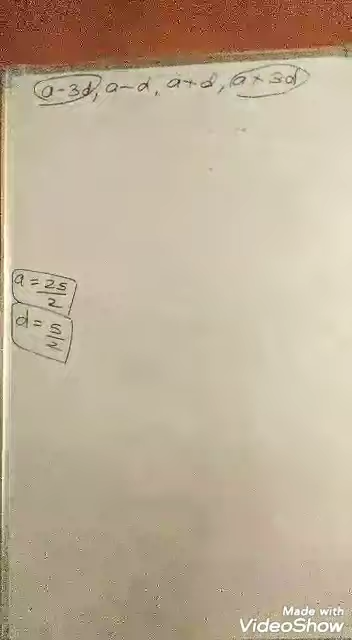 a-3d, a-d, a+d, a+3d
a = 25/2
d = 5/2
Made with
VideoShow